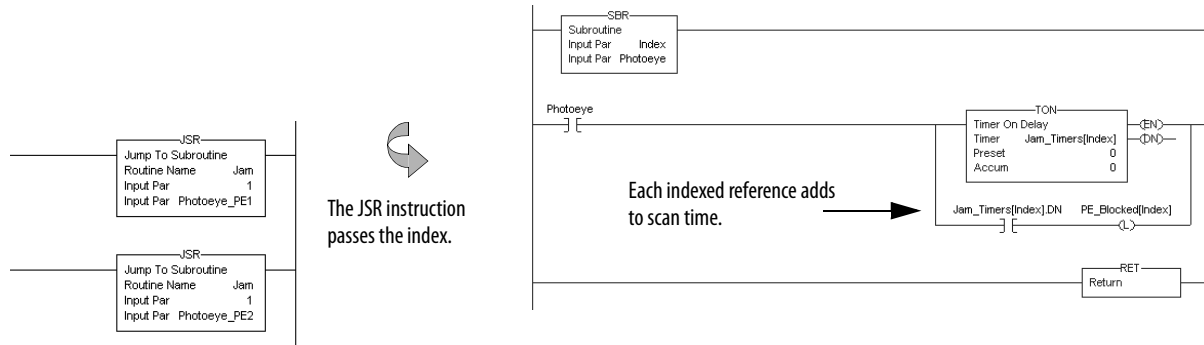 JSR
Jump To Subroutine
Routine Name Jam
Input Par 1
Input Par Photoeye_PE1
JSR
Jump To Subroutine
Routine Name Jam
Input Par 1
Input Par Photoeye_PE2
The JSR instruction
passes the index.
SBR
Subroutine
Input Par Index
Input Par Photoeye
Photoeye
TON
Timer On Delay
Timer Jam_Timers[Index]
Preset 0
Accum 0
EN
DN
Each indexed reference adds
to scan time.
Jam_Timers[Index].DN PE_Blocked[Index]
L
RET
Return